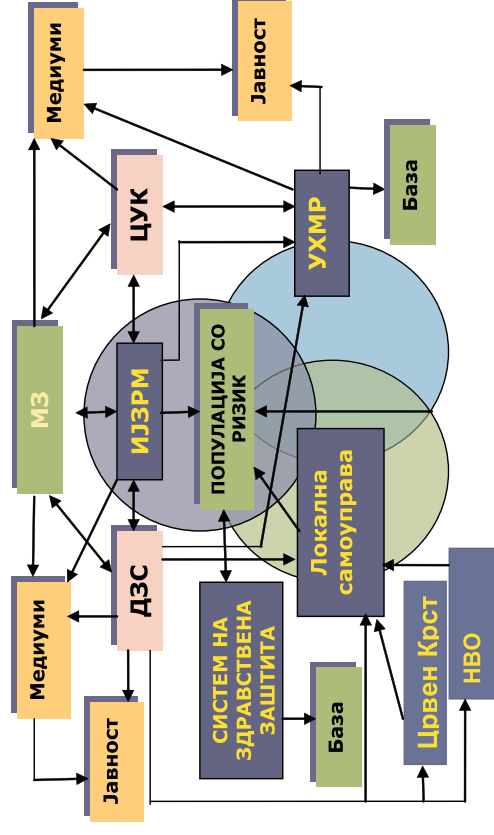 Медиуми
Јавност
ЦУК
База
УХМР
МЗ
ИЈЗРМ
ПОПУЛАЦИЈА СО
РИЗИК
Локална
самоуправа
ДЗС
Медиуми
СИСТЕМ НА
ЗДРАВСТВЕНА
ЗАШТИТА
Црвен Крст
НВО
База
Јавност